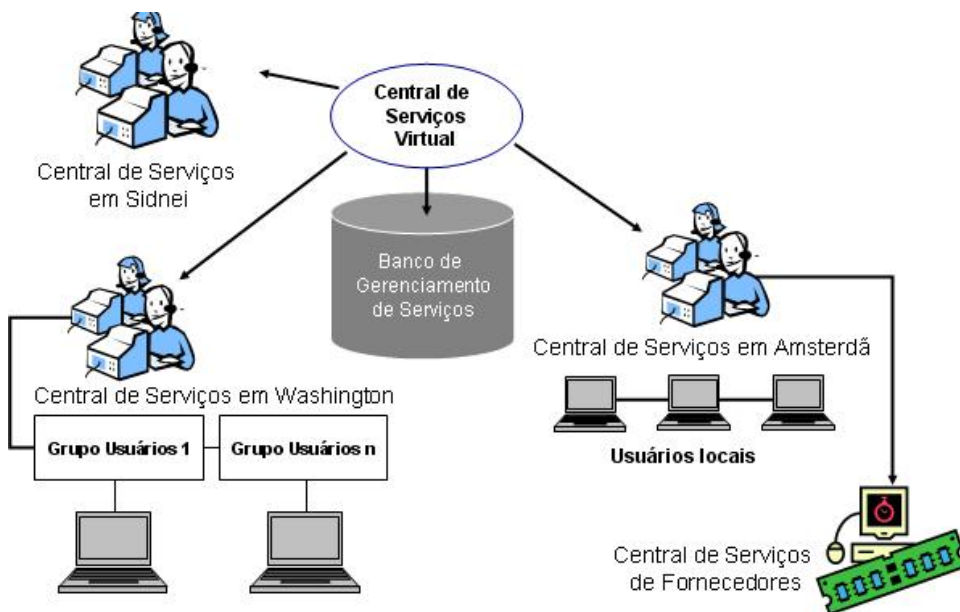 Central de
Serviços
Virtual
Central de Serviços
em Sidnei
Banco de
Gerenciamento
de Serviços
Central de Serviços em Amsterdã
Central de Serviços em Washington
Grupo Usuários 1
Grupo Usuários n
Usuários locais
Central de Serviços
de Fornecedores